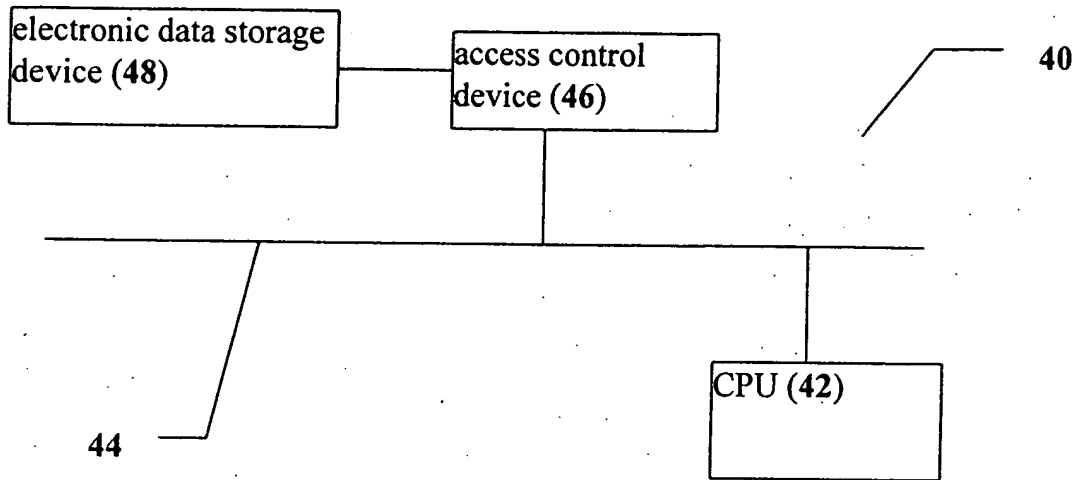 electronic data storage
device (48)
access control
device (46)
40
44
CPU (42)